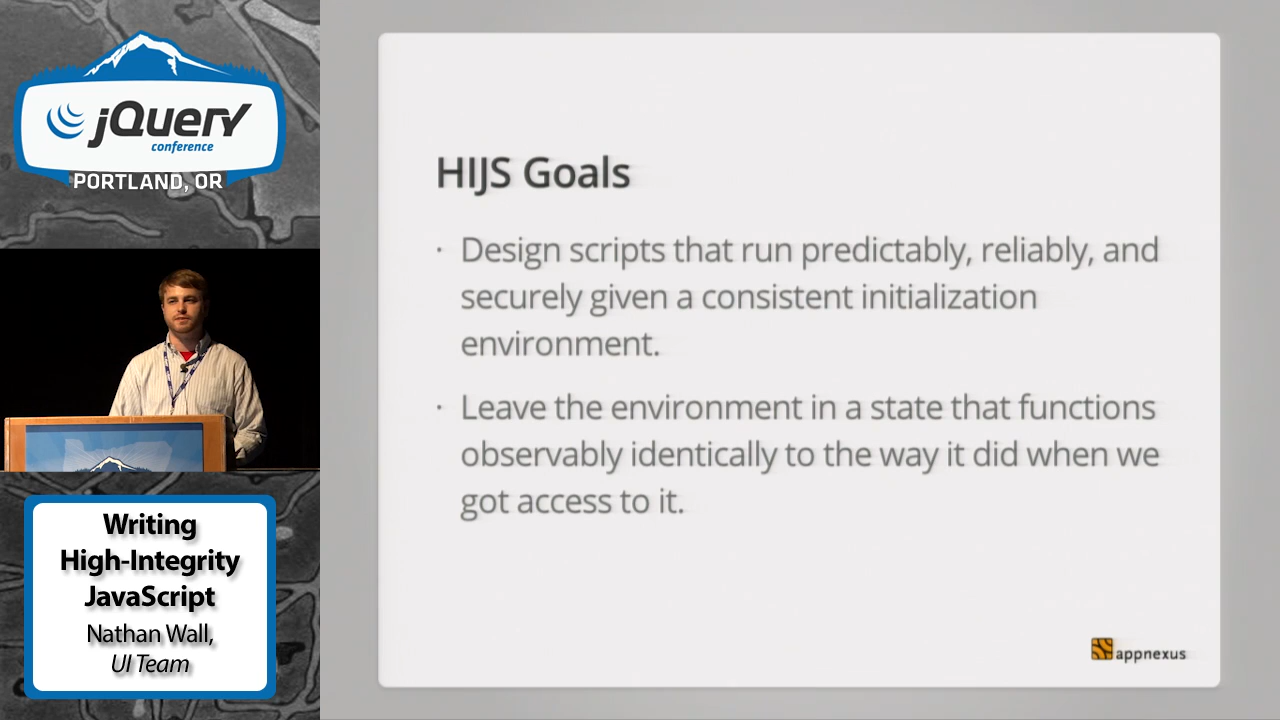 jQuery
conference
PORTLAND, OR
Writing
High-Integrity
JavaScript
Nathan Wall,
UI Team
HIJS Goals
· Design scripts that run predictably, reliably, and
securely given a consistent initialization
environment.
· Leave the environment in a state that functions
observably identically to the way it did when we
got access to it.
appnexus